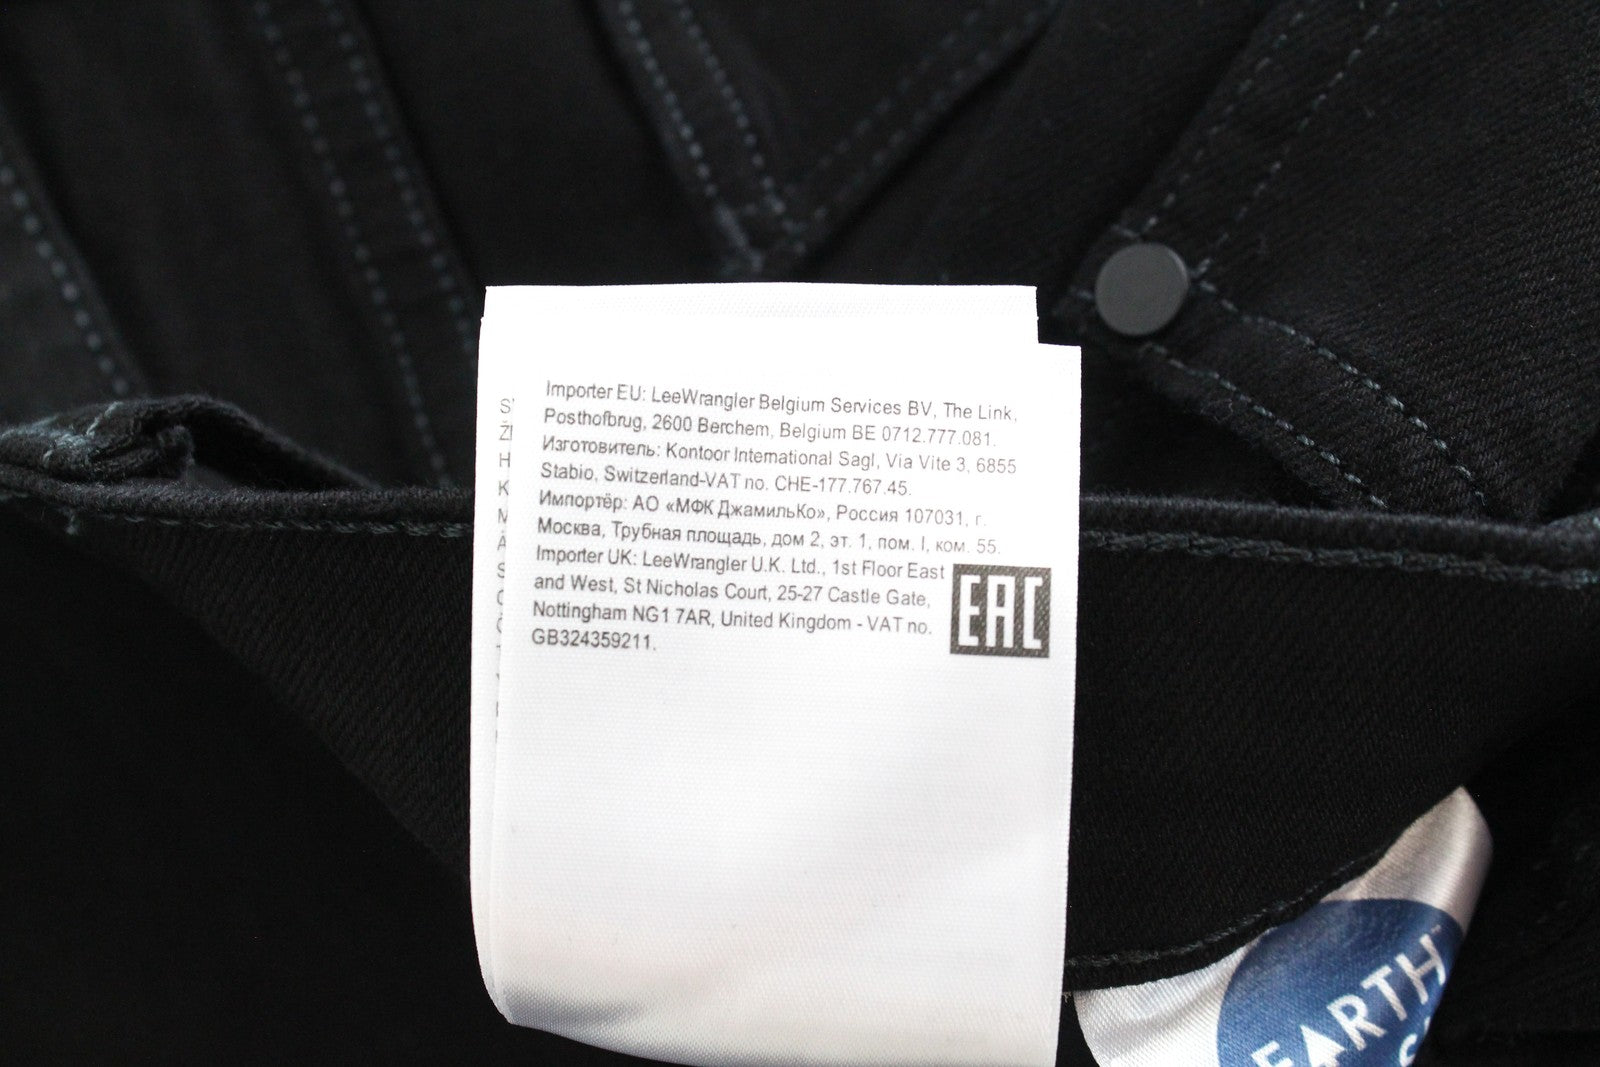 Importer EU: LeeWrangler Belgium Services BV, The Link,
Posthofbrug, 2600 Berchem, Belgium BE 0712.777.081.
Изготовитель: Kontoor International Sagl, Via Vite 3, 6855
Stabio, Switzerland-VAT no. CHE-177.767.45.
Импортёр: АО «МФК ДжамильКо», Россия 107031, г.
Москва, Трубная площадь, дом 2, эт. 1, пом. I, ком. 55.
Importer UK: LeeWrangler U.K. Ltd., 1st Floor East
and West, St Nicholas Court, 25-27 Castle Gate,
Nottingham NG1 7AR, United Kingdom - VAT no.
GB324359211.
EAC
EARTH